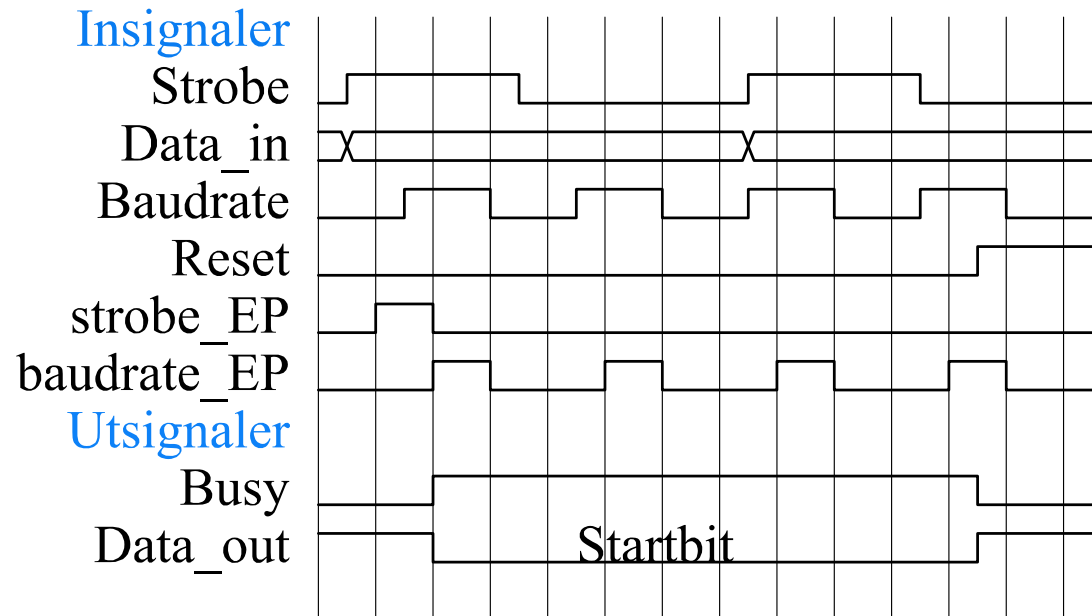 Insignaler
Strobe
Data_in
Baudrate
Reset
strobe_EP
baudrate_EP
Utsignaler
Busy
Data_out
Startbit